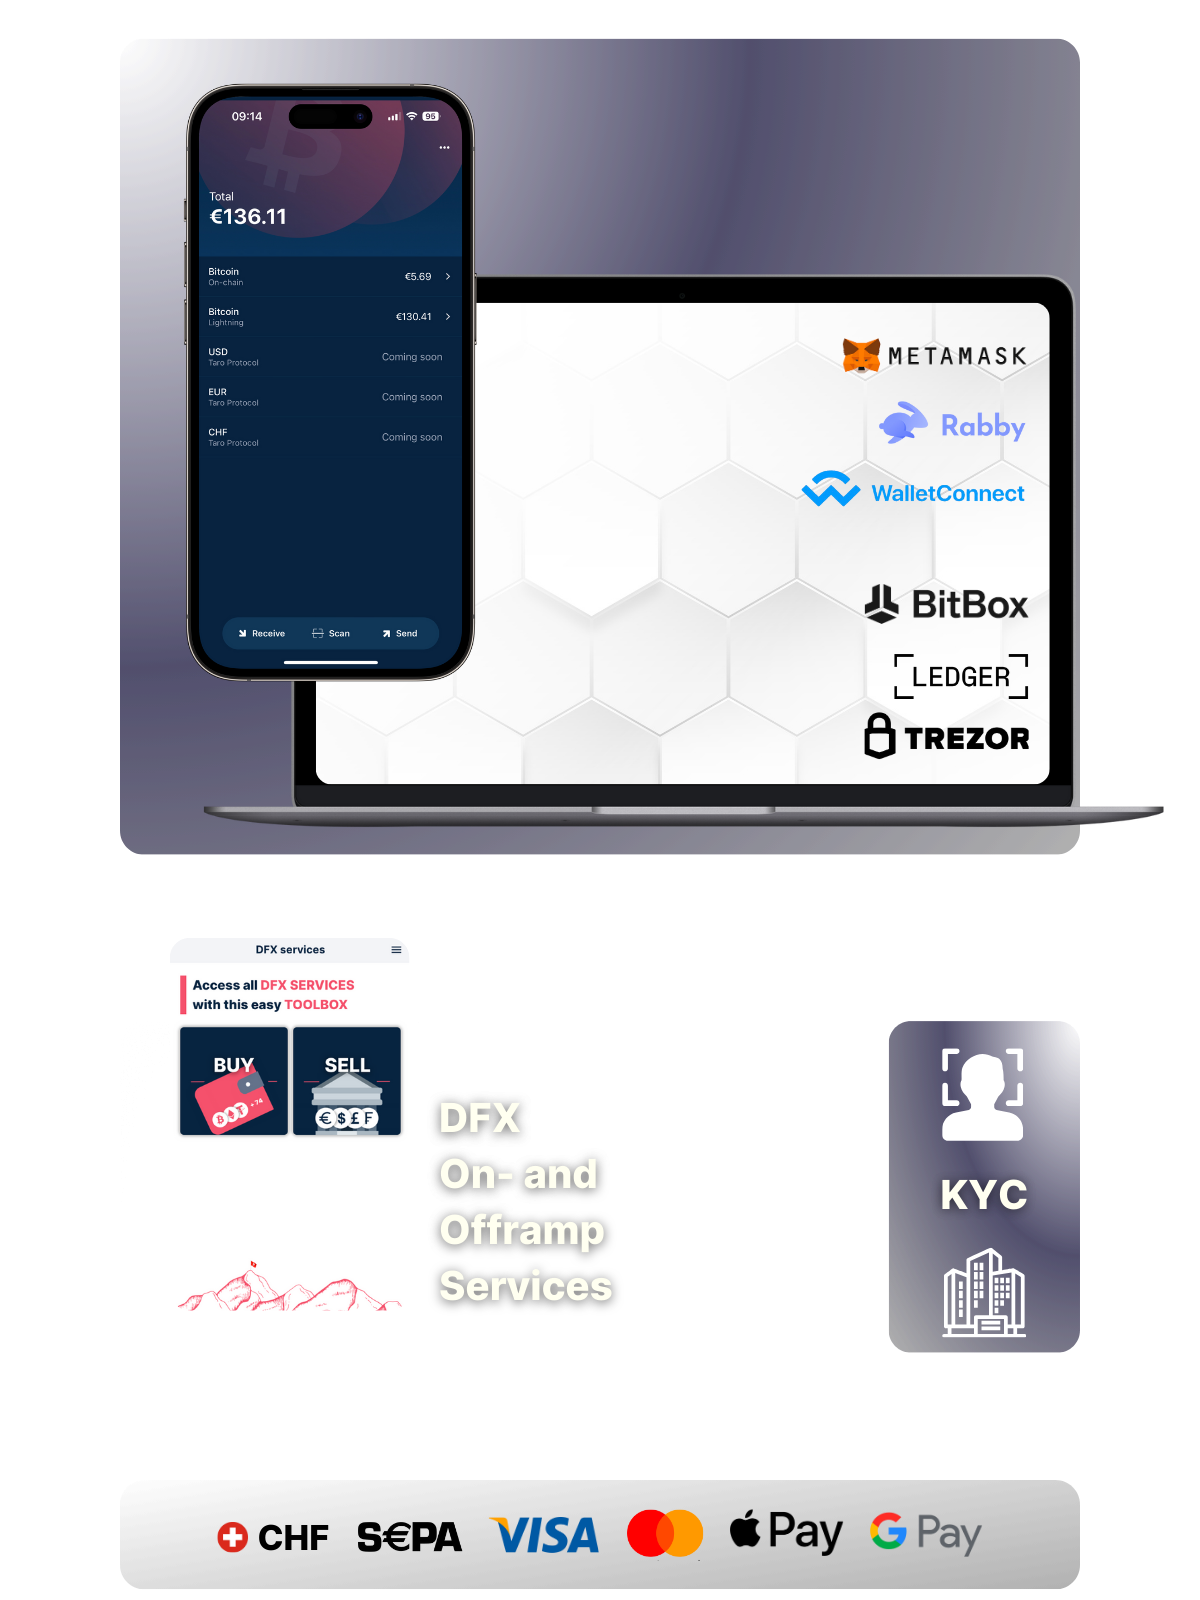 09:14
95
Total
€136.11
Bitcoin
On-chain
€5.69
Bitcoin
Lightning
€130.41
USD
Taro Protocol
Coming soon
EUR
Taro Protocol
Coming soon
CHF
Taro Protocol
Coming soon
Receive
Scan
Send
METAMASK
Rabby
WalletConnect
BitBox
LEDGER
TREZOR
DFX services
Access all DFX SERVICES
with this easy TOOLBOX
BUY
+74
SELL
€ $ £ ₣
DFX
On- and
Offramp
Services
KYC
CHF
S€PA
VISA
Pay
G Pay